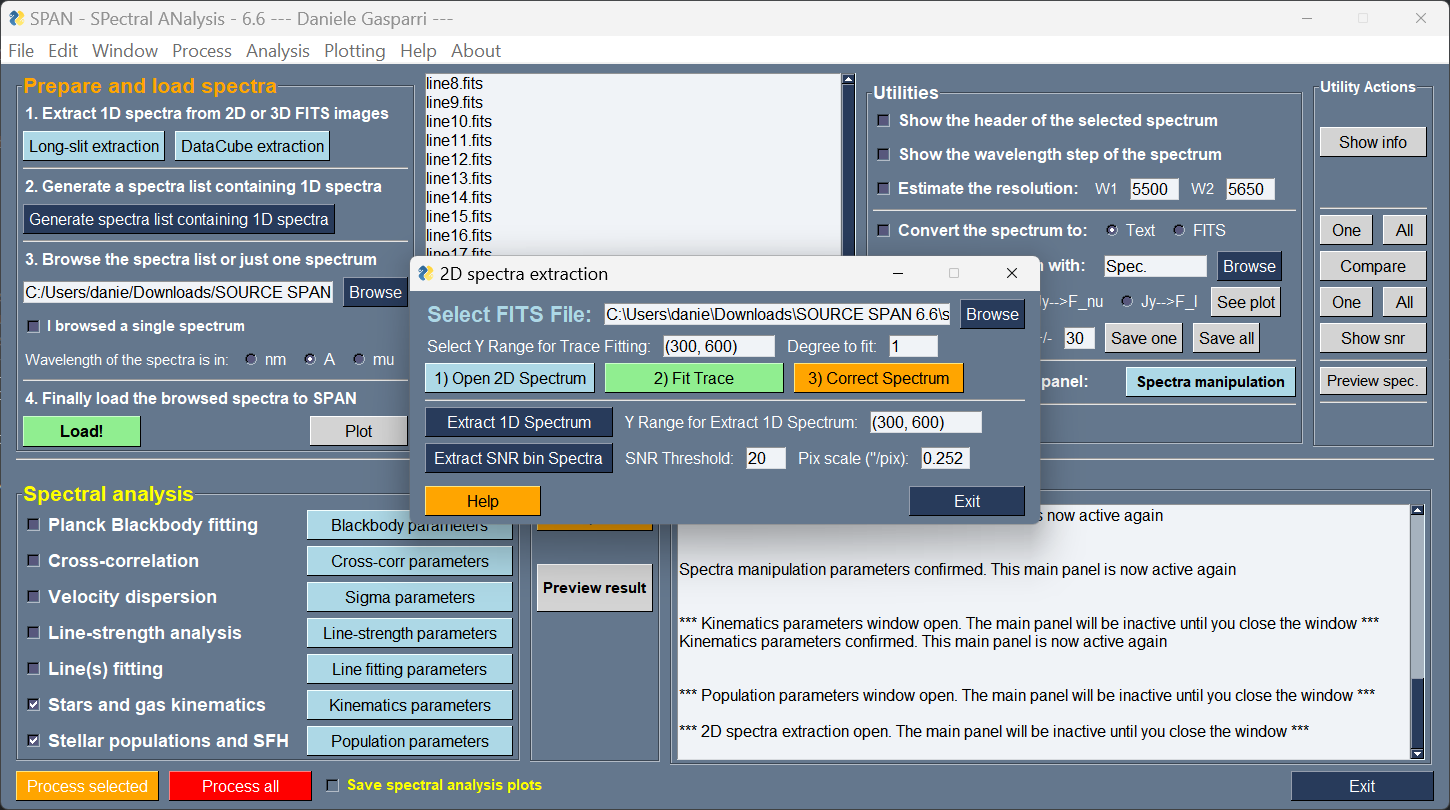 SPAN - SPectral ANalysis - 6.6 --- Daniele Gasparri ---
File Edit Window Process Analysis Plotting Help About
Prepare and load spectra
1. Extract 1D spectra from 2D or 3D FITS images
Long-slit extraction DataCube extraction
2. Generate a spectra list containing 1D spectra
Generate spectra list containing 1D spectra
3. Browse the spectra list or just one spectrum
C:/Users/danie/Downloads/SOURCE SPAN Browse
I browsed a single spectrum
Wavelength of the spectra is in: nm A mu
4. Finally load the browsed spectra to SPAN
Load! Plot
line8.fits
line9.fits
line10.fits
line11.fits
line12.fits
line13.fits
line14.fits
line15.fits
line16.fits
line17.fits
Utilities
Show the header of the selected spectrum
Show the wavelength step of the spectrum
Estimate the resolution: W1 5500 W2 5650
Convert the spectrum to: Text FITS
with: Spec. Browse
Jy-->F_nu Jy-->F_l See plot
+/- 30 Save one Save all
panel: Spectra manipulation
Utility Actions
Show info
One All
Compare
One All
Show snr
Preview spec.
2D spectra extraction
Select FITS File: C:\Users\danie\Downloads\SOURCE SPAN 6.6\s Browse
Select Y Range for Trace Fitting: (300, 600) Degree to fit: 1
1) Open 2D Spectrum 2) Fit Trace 3) Correct Spectrum
Extract 1D Spectrum Y Range for Extract 1D Spectrum: (300, 600)
Extract SNR bin Spectra SNR Threshold: 20 Pix scale ("/pix): 0.252
Help Exit
Spectral analysis
Planck Blackbody fitting Blackbody parameters
Cross-correlation Cross-corr parameters
Velocity dispersion Sigma parameters
Line-strength analysis Line-strength parameters
Line(s) fitting Line fitting parameters
Stars and gas kinematics Kinematics parameters
Stellar populations and SFH Population parameters
Preview result
s now active again
Spectra manipulation parameters confirmed. This main panel is now active again
*** Kinematics parameters window open. The main panel will be inactive until you close the window ***
Kinematics parameters confirmed. This main panel is now active again
*** Population parameters window open. The main panel will be inactive until you close the window ***
*** 2D spectra extraction open. The main panel will be inactive until you close the window ***
Process selected Process all Save spectral analysis plots Exit